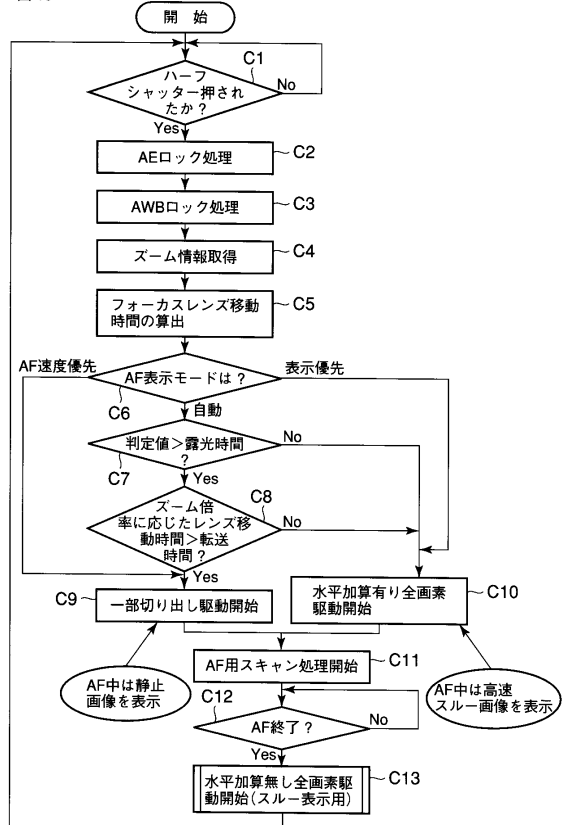 開 始
C1
ハーフ
シャッター押され
たか？
No
Yes
AEロック処理
C2
AWBロック処理
C3
ズーム情報取得
C4
フォーカスレンズ移動
時間の算出
C5
AF速度優先
AF表示モードは？
表示優先
C6
自動
判定値＞露光時間
？
No
C7
Yes
ズーム倍
率に応じたレンズ移
動時間＞転送
時間？
C8
No
Yes
C9
一部切り出し駆動開始
水平加算有り全画素
駆動開始
C10
AF中は静止
画像を表示
AF用スキャン処理開始
C11
AF中は高速
スルー画像を表示
C12
AF終了？
No
Yes
水平加算無し全画素駆
動開始(スルー表示用)
C13